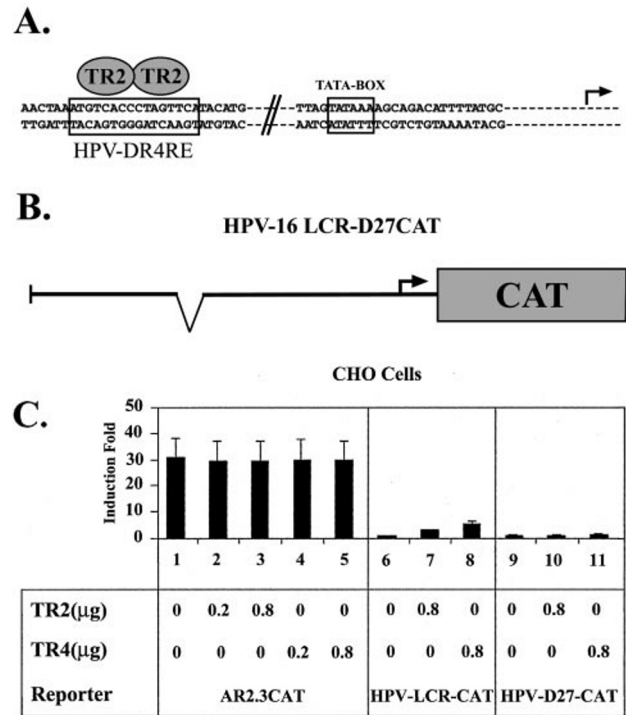 A.
TR2 TR2
TATA-BOX
AACTAAATGTCACCCTAGTTCATACATG-----//-----TTAGTATAAAAGCAGACATTTTATGC---------------
TTGATTTACAGTGGGATCAAGTATGTAC-----//-----AATCATATTTTCGTCTGTAAAATACG---------------
HPV-DR4RE
B.
HPV-16 LCR-D27CAT
CAT
CHO Cells
C.
Induction Fold
50
40
30
20
10
0
1 2 3 4 5 6 7 8 9 10 11
TR2(μg) 0 0.2 0.8 0 0 0 0.8 0 0 0.8 0
TR4(μg) 0 0 0 0.2 0.8 0 0 0.8 0 0 0.8
Reporter AR2.3CAT HPV-LCR-CAT HPV-D27-CAT